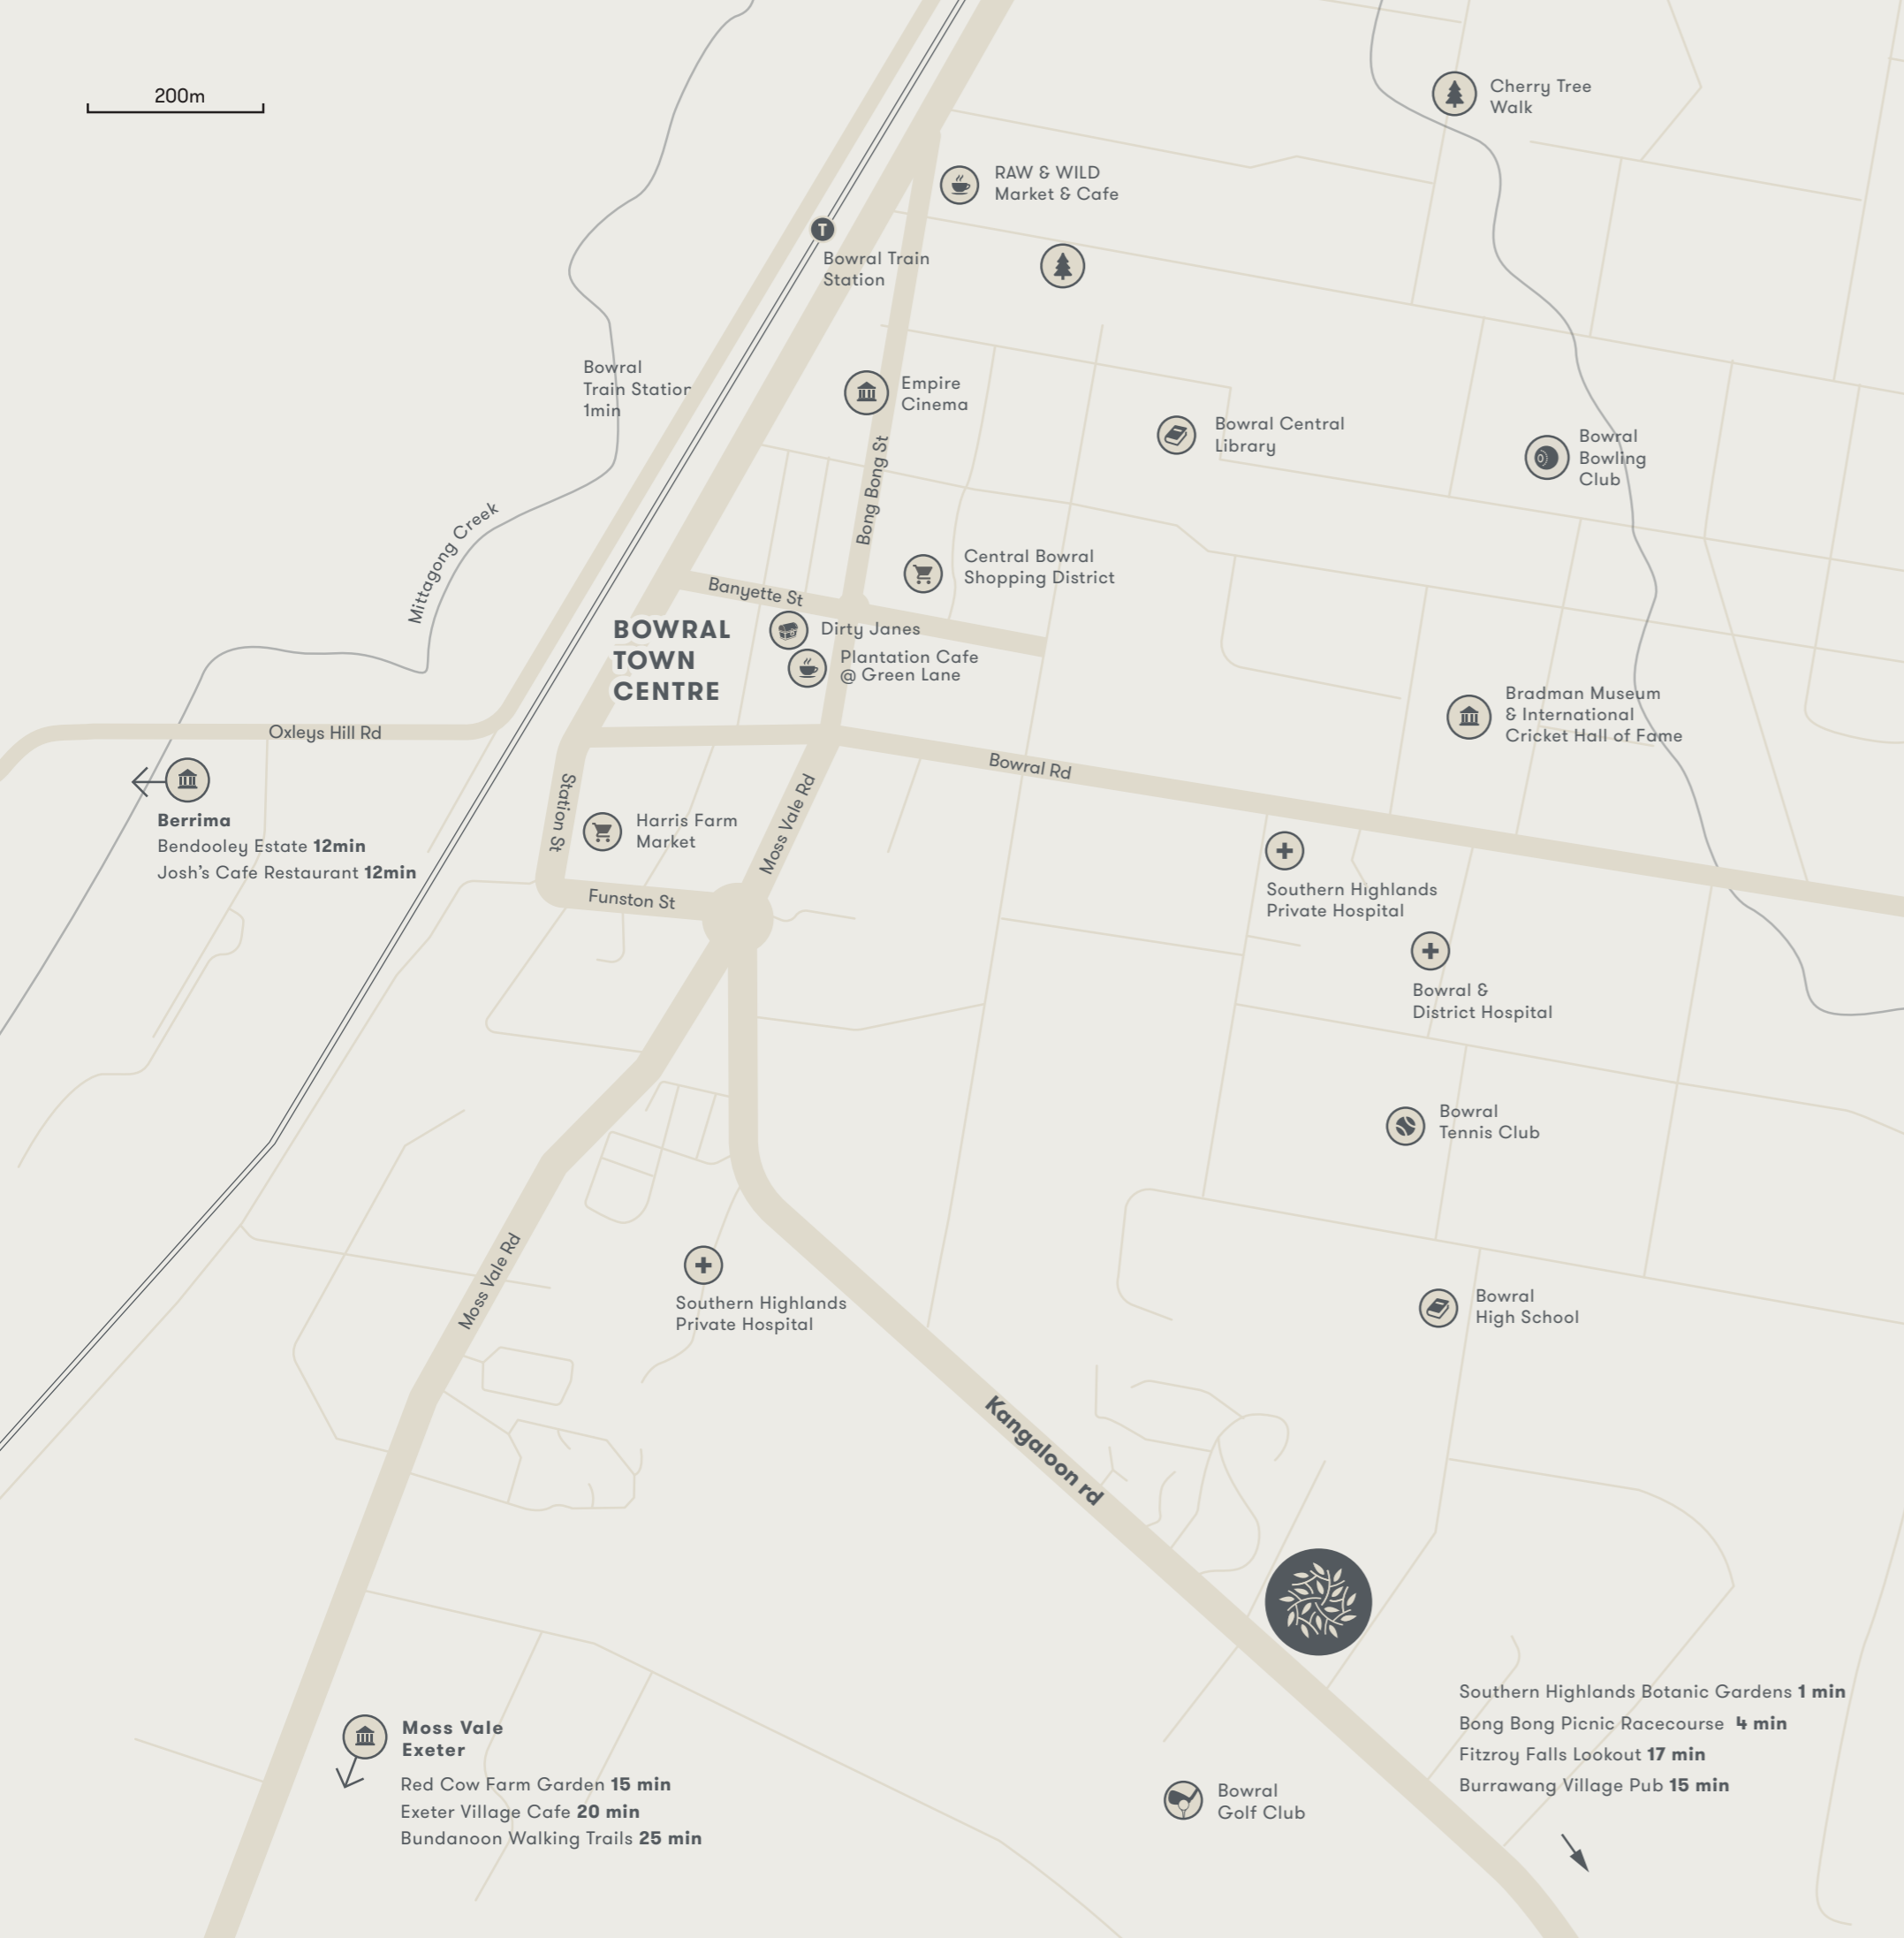 200m
Cherry Tree
Walk
RAW & WILD
Market & Cafe
T
Bowral Train
Station
Bowral
Train Station
1min
Empire
Cinema
Bowral Central
Library
Bowral
Bowling
Club
Bong Bong St
Mittagong Creek
Central Bowral
Shopping District
Banyette St
BOWRAL
TOWN
CENTRE
Dirty Janes
Plantation Cafe
@ Green Lane
Bradman Museum
& International
Cricket Hall of Fame
Oxleys Hill Rd
Bowral Rd
Berrima
Bendooley Estate 12min
Josh's Cafe Restaurant 12min
Station St
Harris Farm
Market
Moss Vale Rd
Funston St
Southern Highlands
Private Hospital
Bowral &
District Hospital
Bowral
Tennis Club
Moss Vale Rd
Southern Highlands
Private Hospital
Bowral
High School
Kangaloon rd
Southern Highlands Botanic Gardens 1 min
Bong Bong Picnic Racecourse 4 min
Fitzroy Falls Lookout 17 min
Burrawang Village Pub 15 min
Moss Vale
Exeter
Red Cow Farm Garden 15 min
Exeter Village Cafe 20 min
Bundanoon Walking Trails 25 min
Bowral
Golf Club